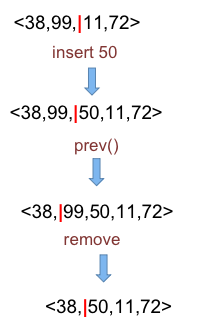 <38,99,|11,72>
insert 50
<38,99,|50,11,72>
prev()
<38,|99,50,11,72>
remove
<38,|50,11,72>